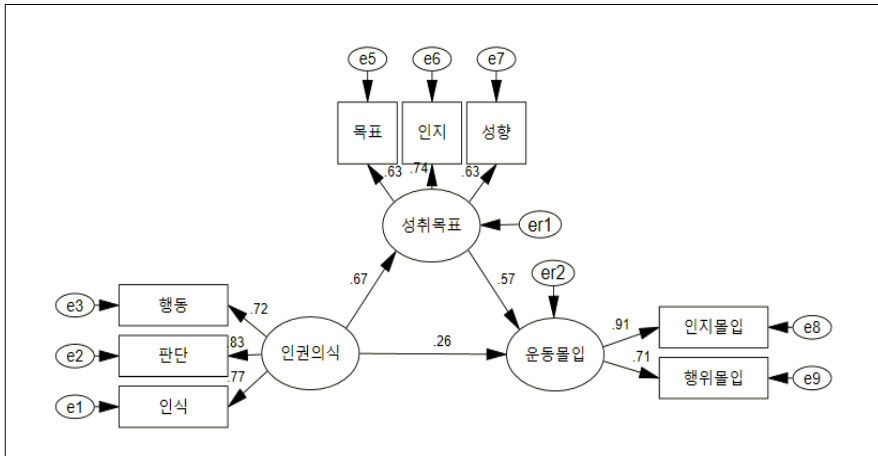 e5
e6
e7
목표
인지
성향
.63
.74
.63
성취목표
er1
.67
.57
er2
e3
행동
.72
e2
판단
.83
인권의식
.26
운동몰입
.91
인지몰입
e8
.71
행위몰입
e9
.77
e1
인식